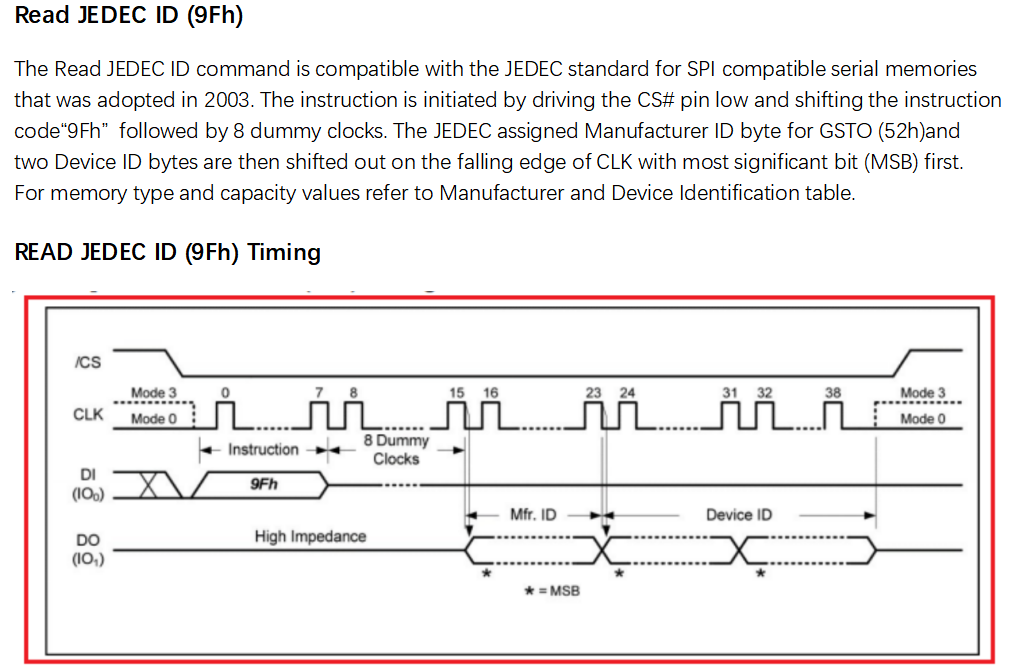 Read JEDEC ID (9Fh)
The Read JEDEC ID command is compatible with the JEDEC standard for SPI compatible serial memories
that was adopted in 2003. The instruction is initiated by driving the CS# pin low and shifting the instruction
code“9Fh” followed by 8 dummy clocks. The JEDEC assigned Manufacturer ID byte for GSTO (52h)and
two Device ID bytes are then shifted out on the falling edge of CLK with most significant bit (MSB) first.
For memory type and capacity values refer to Manufacturer and Device Identification table.
READ JEDEC ID (9Fh) Timing
/CS
Mode 3 0 7 8 15 16 23 24 31 32 38 Mode 3
CLK
Mode 0 Mode 0
Instruction 8 Dummy
Clocks
DI
(IO₀)
9Fh
Mfr. ID Device ID
DO
(IO₁)
High Impedance
* * *
* = MSB